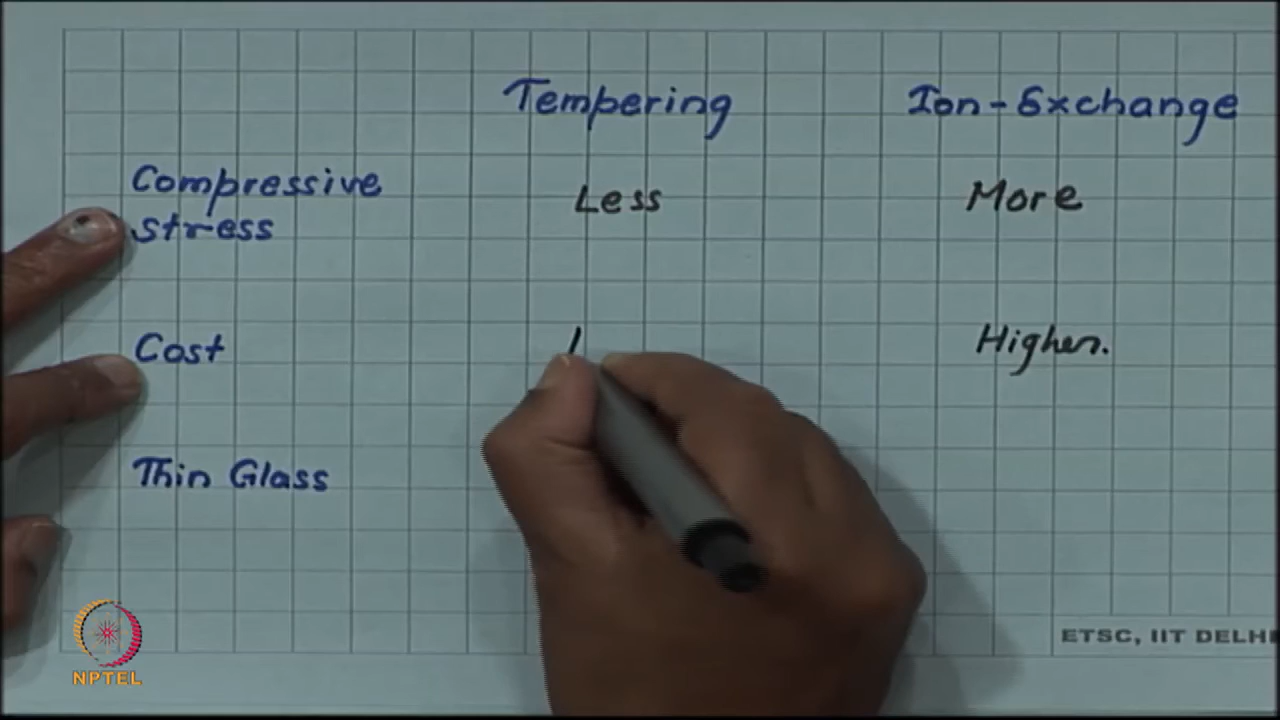 Tempering Ion-Exchange
Compressive
stress
Less More
Cost Higher.
Thin Glass
ETSC, IIT DELHI
NPTEL